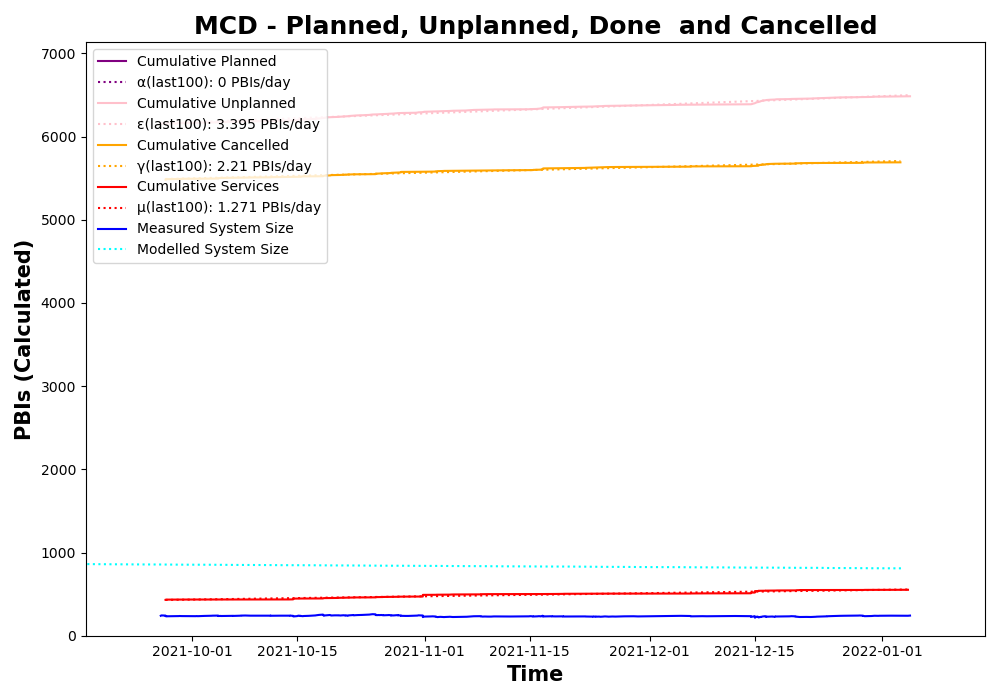 MCD - Planned, Unplanned, Done  and Cancelled
PBIs (Calculated)
7000
6000
5000
4000
3000
2000
1000
0
Cumulative Planned
α(last100): 0 PBIs/day
Cumulative Unplanned
ε(last100): 3.395 PBIs/day
Cumulative Cancelled
γ(last100): 2.21 PBIs/day
Cumulative Services
μ(last100): 1.271 PBIs/day
Measured System Size
Modelled System Size
2021-10-01 2021-10-15 2021-11-01 2021-11-15 2021-12-01 2021-12-15 2022-01-01
Time